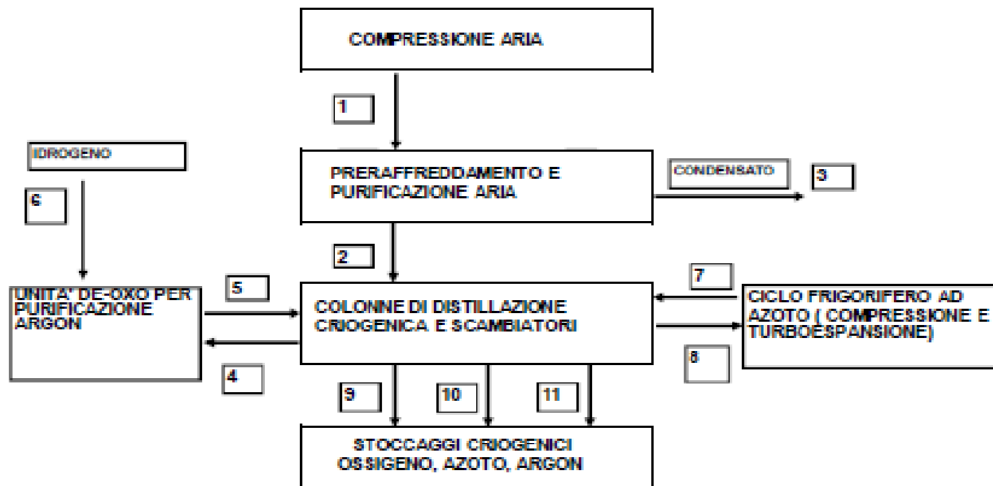 COMPRESSIONE ARIA
1
IDROGENO
PRERAFFREDDAMENTO E
PURIFICAZIONE ARIA
CONDENSATO
3
6
2
UNITA' DE-OXO PER
PURIFICAZIONE
ARGON
5
COLONNE DI DISTILLAZIONE
CRIOGENICA E SCAMBIATORI
7
CICLO FRIGORIFERO AD
AZOTO ( COMPRESSIONE E
TURBOESPANSIONE)
4
8
9
10
11
STOCCAGGI CRIOGENICI
OSSIGENO, AZOTO, ARGON